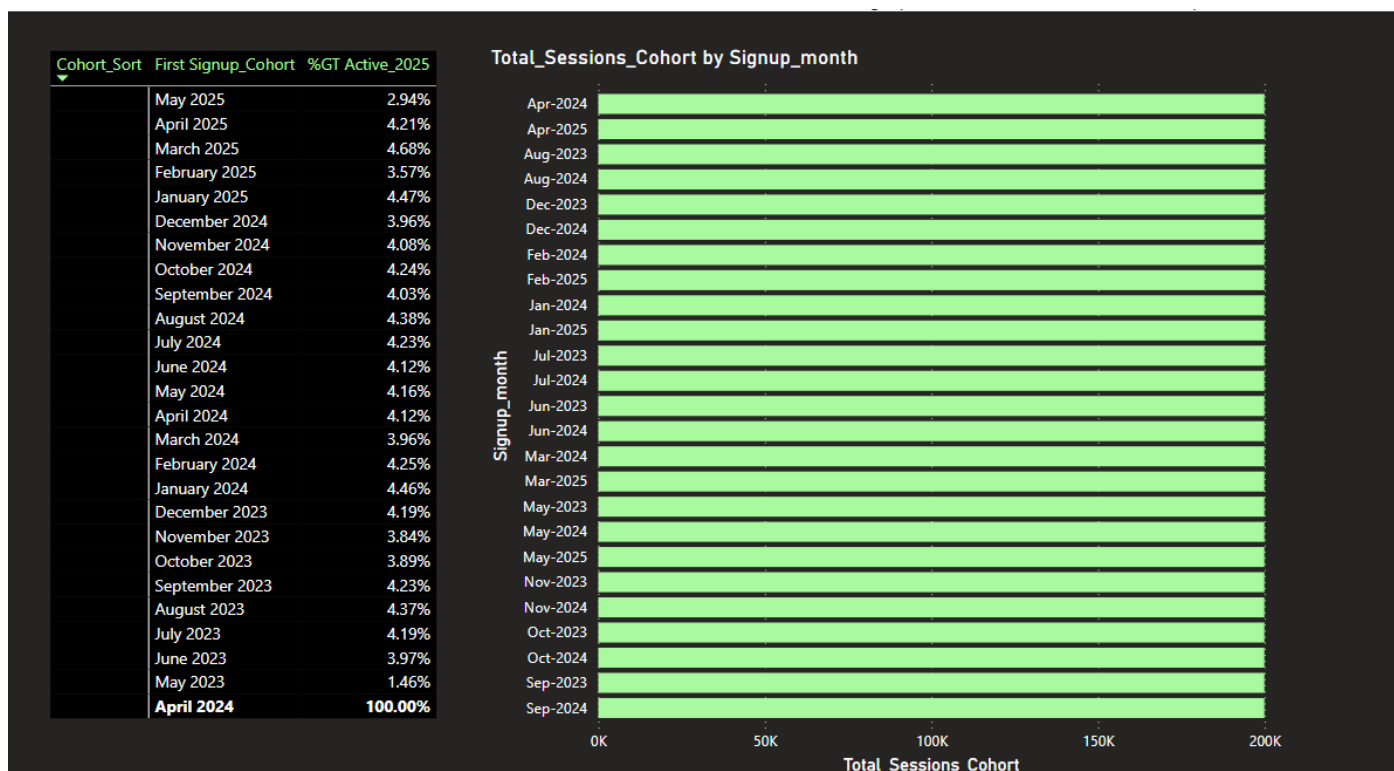 Cohort_Sort First Signup_Cohort %GT Active_2025
May 2025 2.94%
April 2025 4.21%
March 2025 4.68%
February 2025 3.57%
January 2025 4.47%
December 2024 3.96%
November 2024 4.08%
October 2024 4.24%
September 2024 4.03%
August 2024 4.38%
July 2024 4.23%
June 2024 4.12%
May 2024 4.16%
April 2024 4.12%
March 2024 3.96%
February 2024 4.25%
January 2024 4.46%
December 2023 4.19%
November 2023 3.84%
October 2023 3.89%
September 2023 4.23%
August 2023 4.37%
July 2023 4.19%
June 2023 3.97%
May 2023 1.46%
April 2024 100.00%
Total_Sessions_Cohort by Signup_month
Signup_month
Apr-2024
Apr-2025
Aug-2023
Aug-2024
Dec-2023
Dec-2024
Feb-2024
Feb-2025
Jan-2024
Jan-2025
Jul-2023
Jul-2024
Jun-2023
Jun-2024
Mar-2024
Mar-2025
May-2023
May-2024
May-2025
Nov-2023
Nov-2024
Oct-2023
Oct-2024
Sep-2023
Sep-2024
0K 50K 100K 150K 200K
Total_Sessions_Cohort